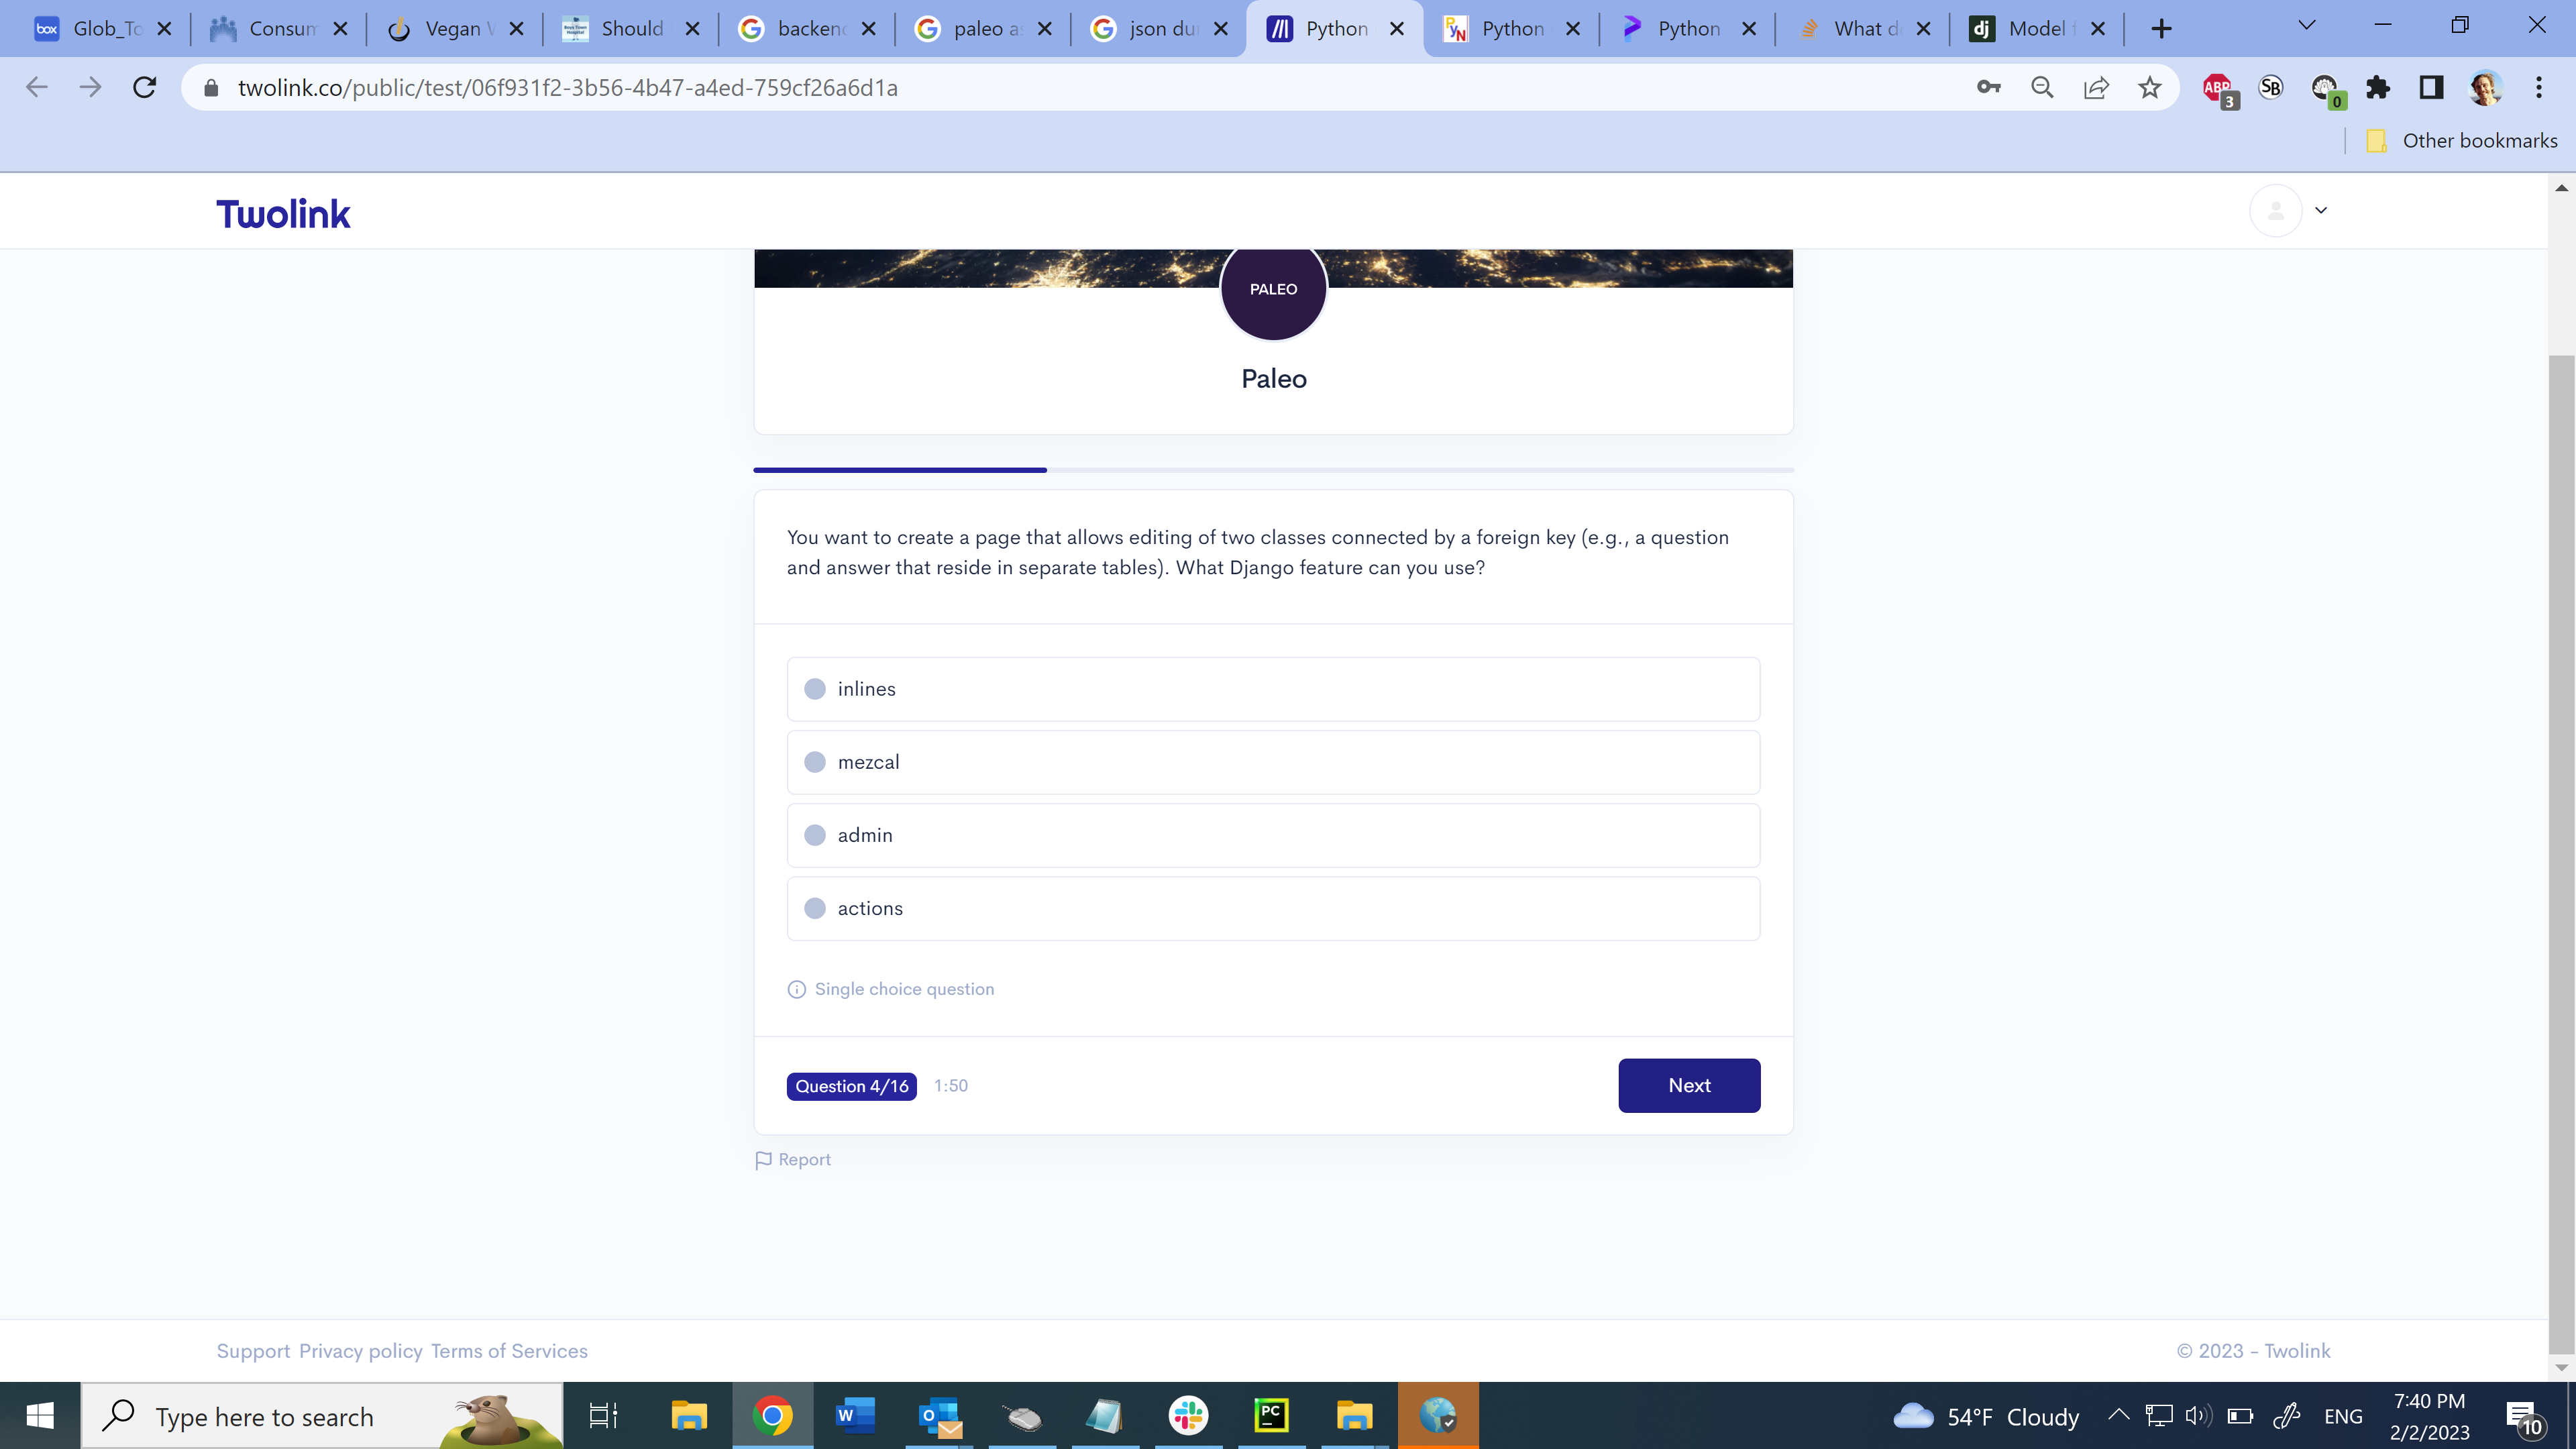 box Glob_To Consum Vegan V Should backend paleo as json du Python Python Python What d Model f
twolink.co/public/test/06f931f2-3b56-4b47-a4ed-759cf26a6d1a ABP 3 SB 0
Other bookmarks
Twolink
PALEO
Paleo
You want to create a page that allows editing of two classes connected by a foreign key (e.g., a question
and answer that reside in separate tables). What Django feature can you use?
inlines
mezcal
admin
actions
Single choice question
Question 4/16 1:50 Next
Report
Support Privacy policy Terms of Services © 2023 - Twolink
Type here to search 54°F Cloudy ENG 7:40 PM 10
2/2/2023